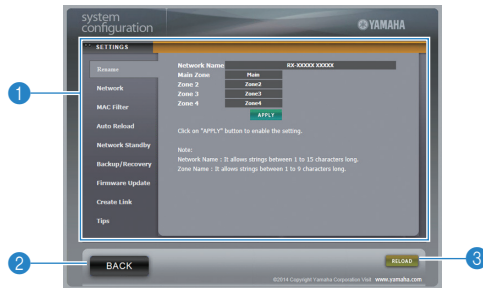 system
configuration
YAMAHA
SETTINGS
Rename
Network
MAC Filter
Auto Reload
Network Standby
Backup/Recovery
Firmware Update
Create Link
Tips
Network Name RX-XXXXX XXXXX
Main Zone Main
Zone 2 Zone2
Zone 3 Zone3
Zone 4 Zone4
APPLY
Click on "APPLY" button to enable the setting.
Note:
Network Name : It allows strings between 1 to 15 characters long.
Zone Name : It allows strings between 1 to 9 characters long.
1
2
BACK
RELOAD
3
©2014 Copyright Yamaha Corporation Visit www.yamaha.com